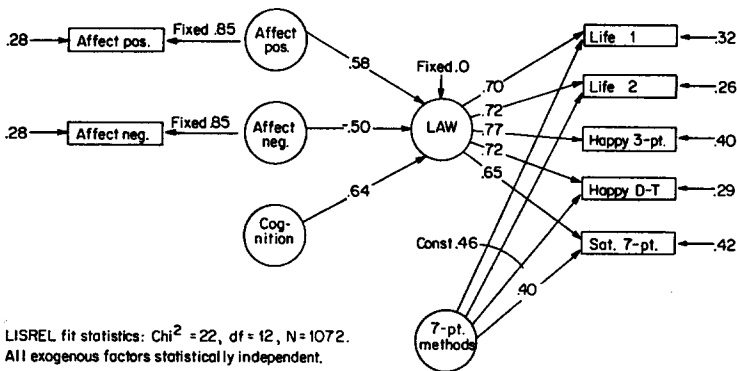 .28
Affect pos.
Fixed .85
Affect
pos.
.58
.28
Affect neg.
Fixed .85
Affect
neg.
-.50
Cog-
nition
.64
Fixed .0
LAW
.70
.72
.77
.72
.65
Life 1
.32
Life 2
.26
Happy 3-pt.
.40
Happy D-T
.29
Sat. 7-pt.
.42
Const .46
.40
7-pt.
methods
LISREL fit statistics: Chi² = 22, df = 12, N = 1072.
All exogenous factors statistically independent.